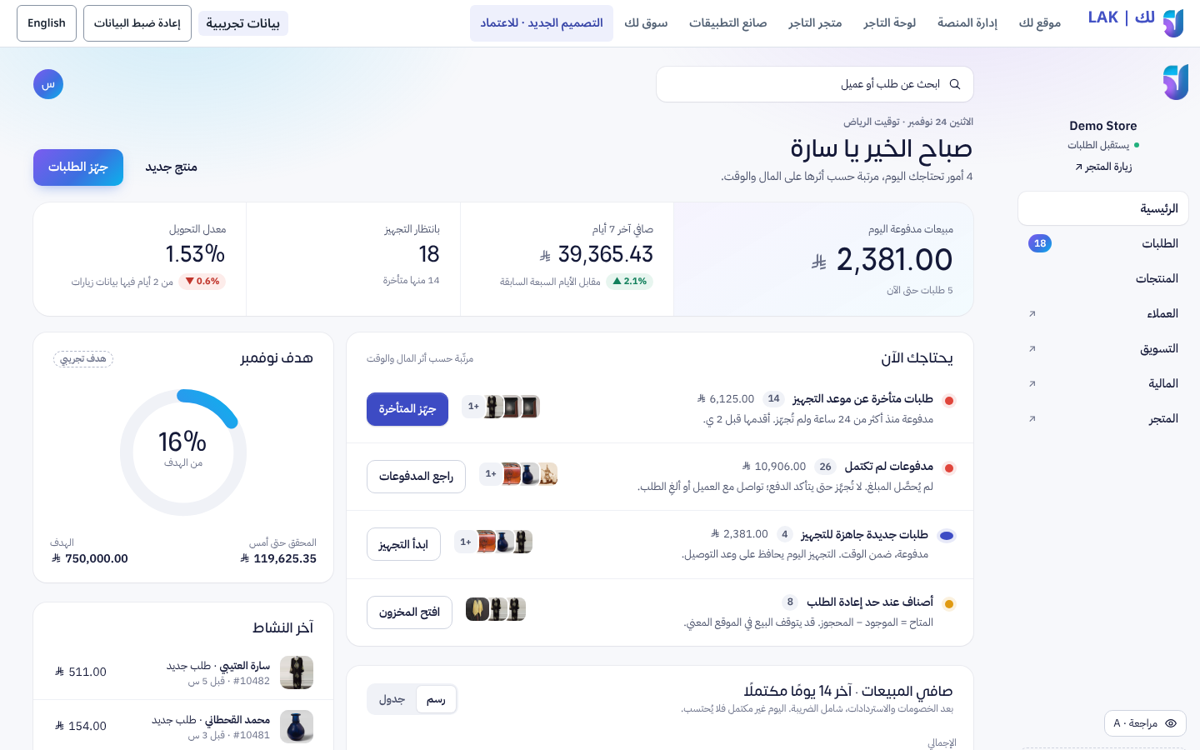 لك | LAK
موقع لك
إدارة المنصة
لوحة التاجر
متجر التاجر
صانع التطبيقات
سوق لك
التصميم الجديد · للاعتماد
بيانات تجريبية
إعادة ضبط البيانات
English
Demo Store
يستقبل الطلبات
زيارة المتجر ↗
الرئيسية
الطلبات 18
المنتجات
العملاء ↗
التسويق ↗
المالية ↗
المتجر ↗
مراجعة · A
ابحث عن طلب أو عميل
س
الاثنين 24 نوفمبر · توقيت الرياض
صباح الخير يا سارة
4 أمور تحتاجك اليوم، مرتبة حسب أثرها على المال والوقت.
منتج جديد
جهّز الطلبات
مبيعات مدفوعة اليوم
2,381.00
5 طلبات حتى الآن
صافي آخر 7 أيام
39,365.43
▲ 2.1% مقابل الأيام السبعة السابقة
بانتظار التجهيز
18
14 منها متأخرة
معدل التحويل
1.53%
▼ 0.6% من 2 أيام فيها بيانات زيارات
يحتاجك الآن
مرتّبة حسب أثر المال والوقت
طلبات متأخرة عن موعد التجهيز 14 6,125.00
مدفوعة منذ أكثر من 24 ساعة ولم تُجهّز. أقدمها قبل 2 ي.
+1
جهّز المتأخرة
مدفوعات لم تكتمل 26 10,906.00
لم يُحصَّل المبلغ. لا تُجهِّز حتى يتأكد الدفع؛ تواصل مع العميل أو ألغِ الطلب.
+1
راجع المدفوعات
طلبات جديدة جاهزة للتجهيز 4 2,381.00
مدفوعة، ضمن الوقت. التجهيز اليوم يحافظ على وعد التوصيل.
+1
ابدأ التجهيز
أصناف عند حد إعادة الطلب 8
المتاح = الموجود − المحجوز. قد يتوقف البيع في الموقع المعني.
افتح المخزون
صافي المبيعات · آخر 14 يومًا مكتملًا
بعد الخصومات والاستردادات، شامل الضريبة. اليوم غير مكتمل فلا يُحتسب.
رسم
جدول
الإجمالي
هدف نوفمبر
هدف تجريبي
16%
من الهدف
المحقق حتى أمس
119,625.35
الهدف
750,000.00
آخر النشاط
سارة العتيبي · طلب جديد
#10482 · قبل 5 س
511.00
محمد القحطاني · طلب جديد
#10481 · قبل 3 س
154.00